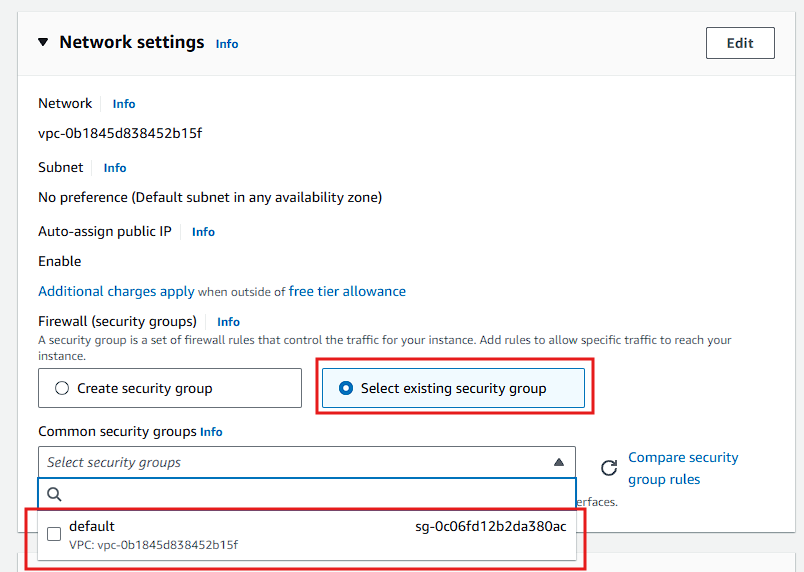 Network settings Info
Edit
Network Info
vpc-0b1845d838452b15f
Subnet Info
No preference (Default subnet in any availability zone)
Auto-assign public IP Info
Enable
Additional charges apply when outside of free tier allowance
Firewall (security groups) Info
A security group is a set of firewall rules that control the traffic for your instance. Add rules to allow specific traffic to reach your
instance.
Create security group
Select existing security group
Common security groups Info
Select security groups
Compare security
group rules
erfaces.
default
sg-0c06fd12b2da380ac
VPC: vpc-0b1845d838452b15f